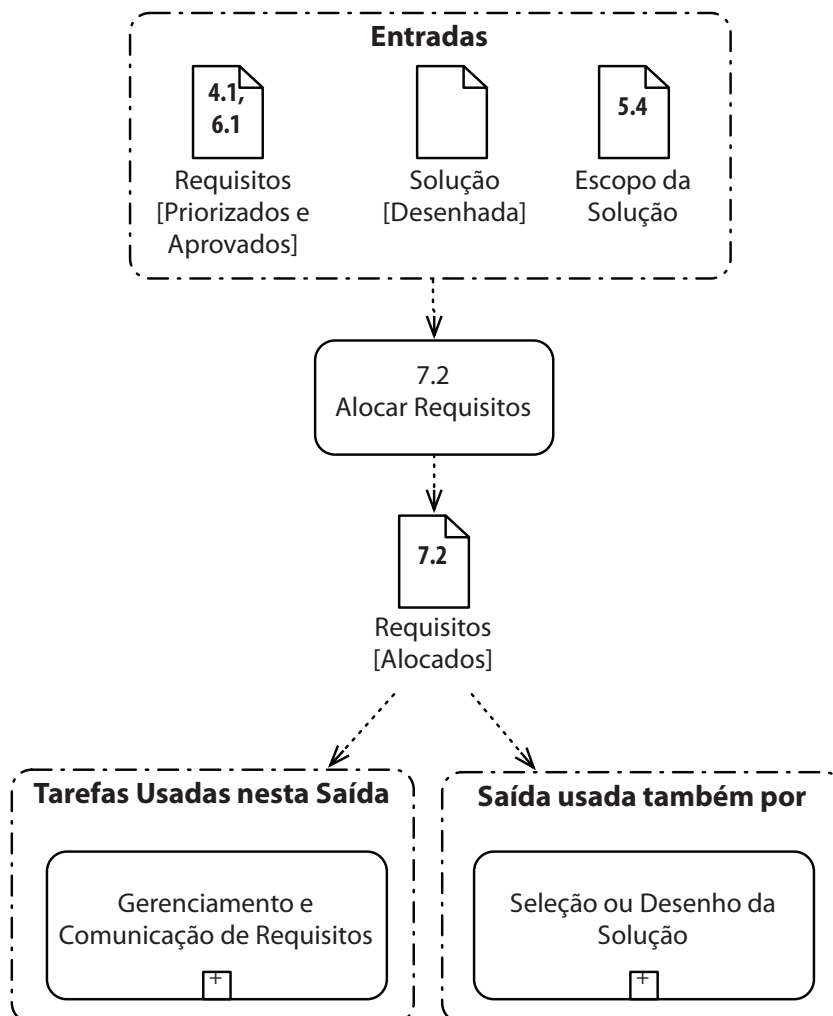 Entradas
4.1,
6.1
5.4
Requisitos
[Priorizados e
Aprovados]
Solução
[Desenhada]
Escopo da
Solução
7.2
Alocar Requisitos
7.2
Requisitos
[Alocados]
Tarefas Usadas nesta Saída
Gerenciamento e
Comunicação de Requisitos
+
Saída usada também por
Seleção ou Desenho da
Solução
+